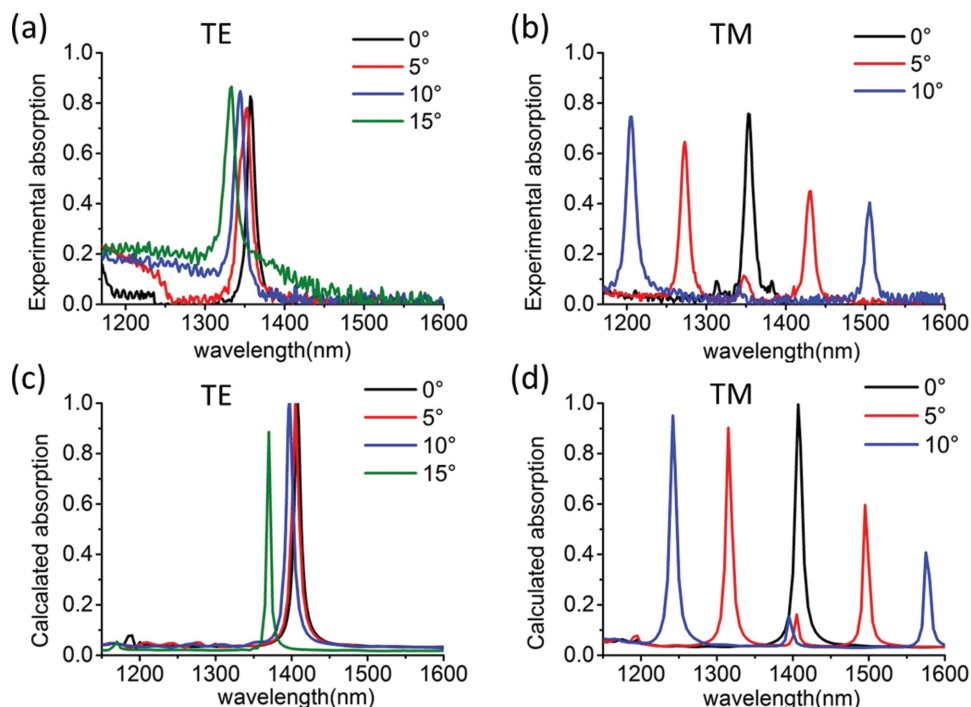 (a)
TE
0°
5°
10°
15°
Experimental absorption
1.0
0.8
0.6
0.4
0.2
0.0
1200 1300 1400 1500 1600
wavelength(nm)
(b)
TM
0°
5°
10°
Experimental absorption
1.0
0.8
0.6
0.4
0.2
0.0
1200 1300 1400 1500 1600
wavelength(nm)
(c)
TE
0°
5°
10°
15°
Calcalated absorption
1.0
0.8
0.6
0.4
0.2
0.0
1200 1300 1400 1500 1600
wavelength(nm)
(d)
TM
0°
5°
10°
Calculated absorption
1.0
0.8
0.6
0.4
0.2
0.0
1200 1300 1400 1500 1600
wavelength(nm)